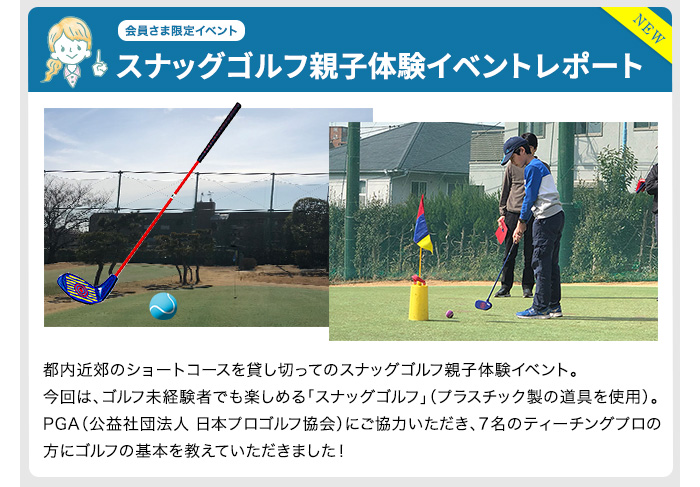 会員さま限定イベント
スナッグゴルフ親子体験イベントレポート
NEW
都内近郊のショートコースを貸し切ってのスナッグゴルフ親子体験イベント。
今回は、ゴルフ未経験者でも楽しめる「スナッグゴルフ」（プラスチック製の道具を使用）。
PGA（公益社団法人 日本プロゴルフ協会）にご協力いただき、7名のティーチングプロの
方にゴルフの基本を教えていただきました！